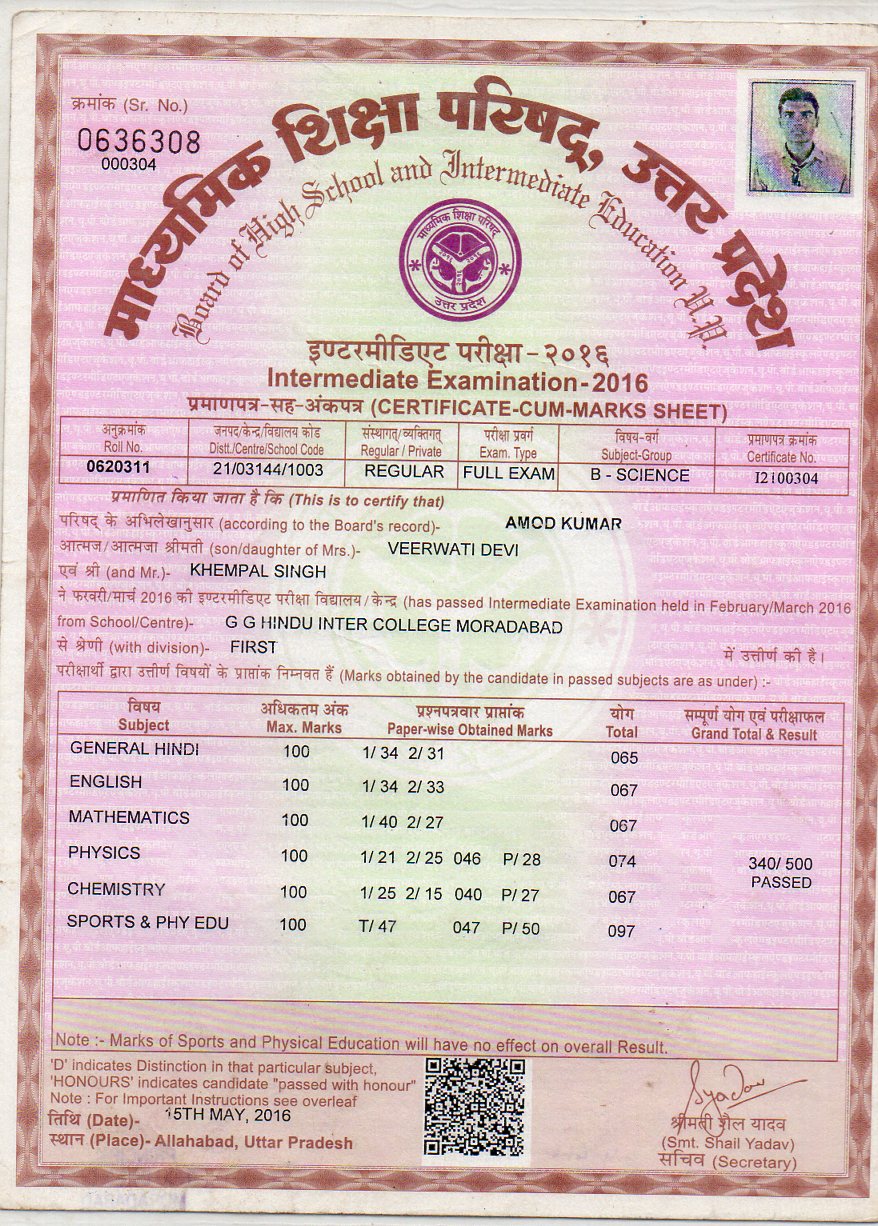 क्रमांक (Sr. No.)
0636308
000304
माध्यमिक शिक्षा परिषद्, उत्तर प्रदेश
Board of High School and Intermediate Education U.P.
माध्यमिक शिक्षा परिषद्
उत्तर प्रदेश
इण्टरमीडिएट परीक्षा - २०१६
Intermediate Examination - 2016
प्रमाणपत्र-सह-अंकपत्र (CERTIFICATE-CUM-MARKS SHEET)
अनुक्रमांक जनपद/केन्द्र/विद्यालय कोड संस्थागत्/व्यक्तिगत् परीक्षा प्रवर्ग विषय-वर्ग प्रमाणपत्र क्रमांक
Roll No. Distt./Centre/School Code Regular / Private Exam. Type Subject-Group Certificate No.
0620311 21/03144/1003 REGULAR FULL EXAM B - SCIENCE I2100304
प्रमाणित किया जाता है कि (This is to certify that)
परिषद् के अभिलेखानुसार (according to the Board's record)- AMOD KUMAR
आत्मज/आत्मजा श्रीमती (son/daughter of Mrs.)- VEERWATI DEVI
एवं श्री (and Mr.)- KHEMPAL SINGH
ने फरवरी/मार्च 2016 की इण्टरमीडिएट परीक्षा विद्यालय/केन्द्र (has passed Intermediate Examination held in February/March 2016
from School/Centre)- G G HINDU INTER COLLEGE MORADABAD
से श्रेणी (with division)- FIRST में उत्तीर्ण की है।
परीक्षार्थी द्वारा उत्तीर्ण विषयों के प्राप्तांक निम्नवत हैं (Marks obtained by the candidate in passed subjects are as under) :-
विषय अधिकतम अंक प्रश्नपत्रवार प्राप्तांक योग सम्पूर्ण योग एवं परीक्षाफल
Subject Max. Marks Paper-wise Obtained Marks Total Grand Total & Result
GENERAL HINDI 100 1/ 34 2/ 31 065
ENGLISH 100 1/ 34 2/ 33 067
MATHEMATICS 100 1/ 40 2/ 27 067
PHYSICS 100 1/ 21 2/ 25 046 P/ 28 074 340/ 500
PASSED
CHEMISTRY 100 1/ 25 2/ 15 040 P/ 27 067
SPORTS & PHY EDU 100 T/ 47 047 P/ 50 097
Note :- Marks of Sports and Physical Education will have no effect on overall Result.
'D' indicates Distinction in that particular subject,
'HONOURS' indicates candidate "passed with honour"
Note : For Important Instructions see overleaf
तिथि (Date)- 15TH MAY, 2016
स्थान (Place)- Allahabad, Uttar Pradesh
Syadav
श्रीमती शैल यादव
(Smt. Shail Yadav)
सचिव (Secretary)